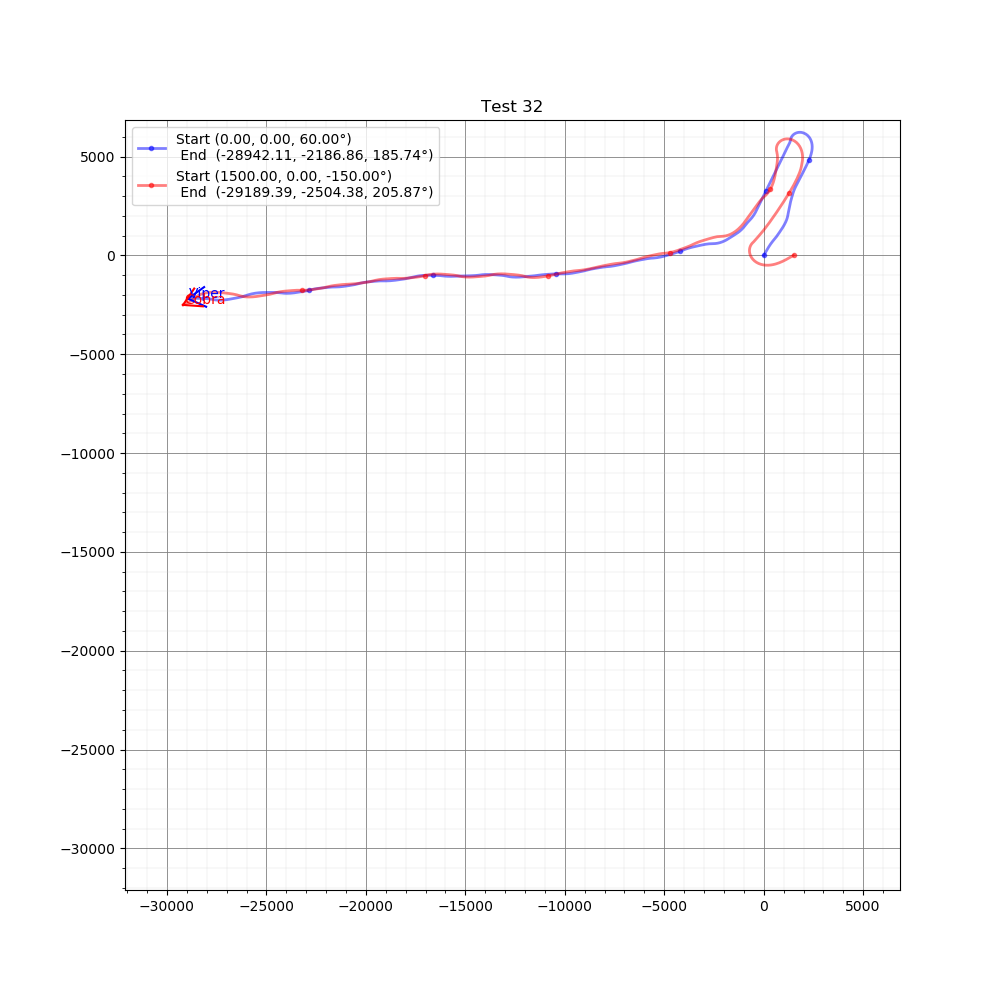 Test 32
Start (0.00, 0.00, 60.00°)
End (-28942.11, -2186.86, 185.74°)
Start (1500.00, 0.00, -150.00°)
End (-29189.39, -2504.38, 205.87°)
5000
0
−5000
−10000
−15000
−20000
−25000
−30000
Viper
Cobra
−30000 −25000 −20000 −15000 −10000 −5000 0 5000